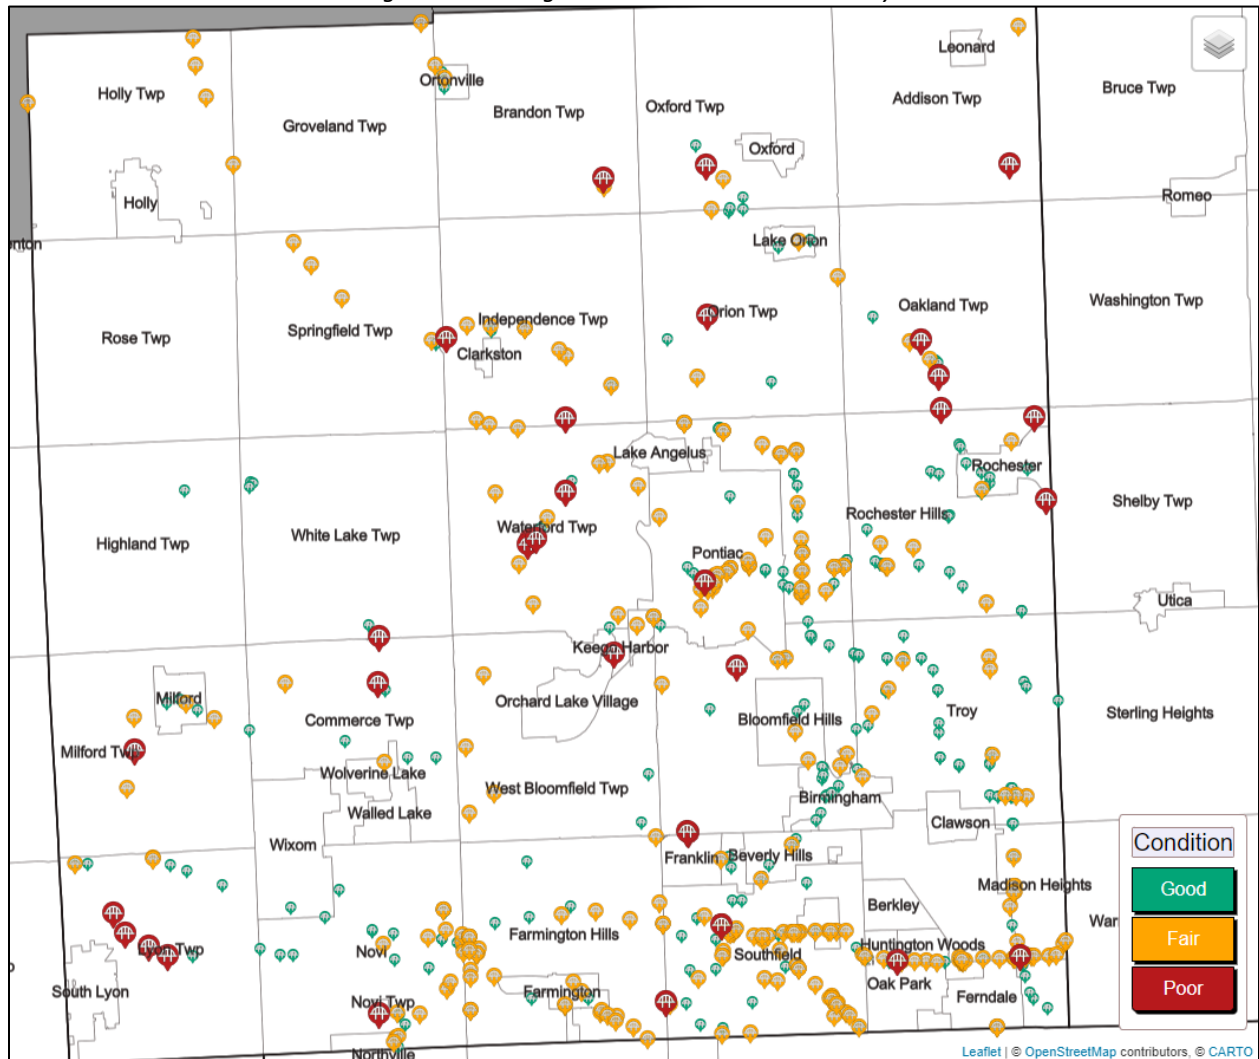 Leonard
Ortonville
Bruce Twp
Holly Twp
Addison Twp
Oxford Twp
Brandon Twp
Groveland Twp
Oxford
Romeo
Holly
Lake Orion
nton
Washington Twp
Oakland Twp
Orion Twp
Independence Twp
Springfield Twp
Rose Twp
Clarkston
Lake Angelus
Rochester
Shelby Twp
Rochester Hills
Waterford Twp
White Lake Twp
Highland Twp
Pontiac
Utica
Keego Harbor
Milford
Orchard Lake Village
Troy
Sterling Heights
Commerce Twp
Bloomfield Hills
Milford Twp
Wolverine Lake
West Bloomfield Twp
Birmingham
Walled Lake
Clawson
Wixom
Condition
Franklin
Beverly Hills
Good
Madison Heights
Berkley
War
Farmington Hills
Fair
Huntington Woods
Lyon Twp
Novi
Southfield
Oak Park
Poor
South Lyon
Farmington
Ferndale
Novi Twp
Northville
Leaflet | © OpenStreetMap contributors, © CARTO